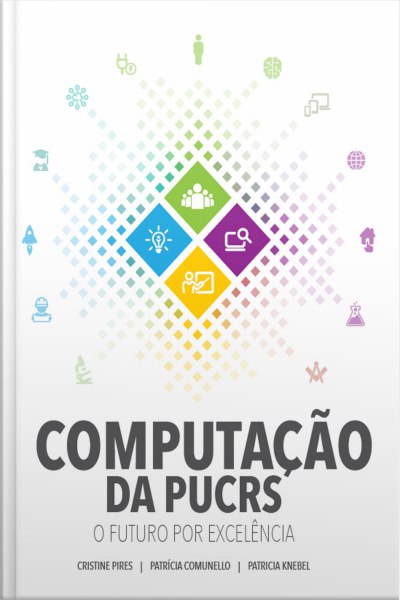 COMPUTAÇÃO
DA PUCRS
O FUTURO POR EXCELÊNCIA
CRISTINE PIRES | PATRÍCIA COMUNELLO | PATRICIA KNEBEL